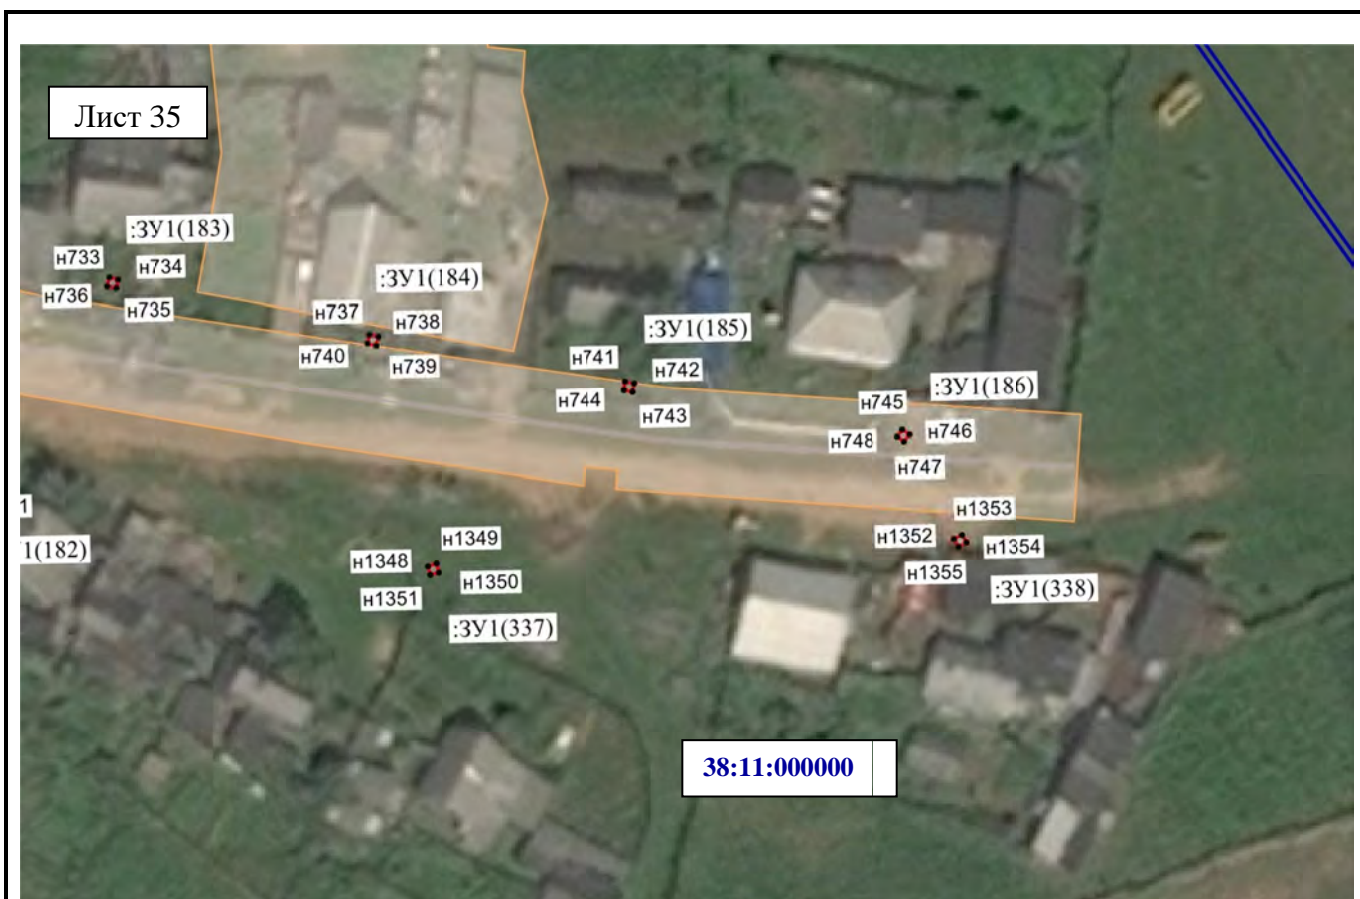 Лист 35
:ЗУ1(183)
н733
н734
н736
н735
:ЗУ1(184)
н737
н738
н740
н739
:ЗУ1(185)
н741
н742
н744
н743
:ЗУ1(186)
н745
н746
н748
н747
н1353
н1352
н1354
н1355
:ЗУ1(338)
1
У1(182)
н1349
н1348
н1350
н1351
:ЗУ1(337)
38:11:000000